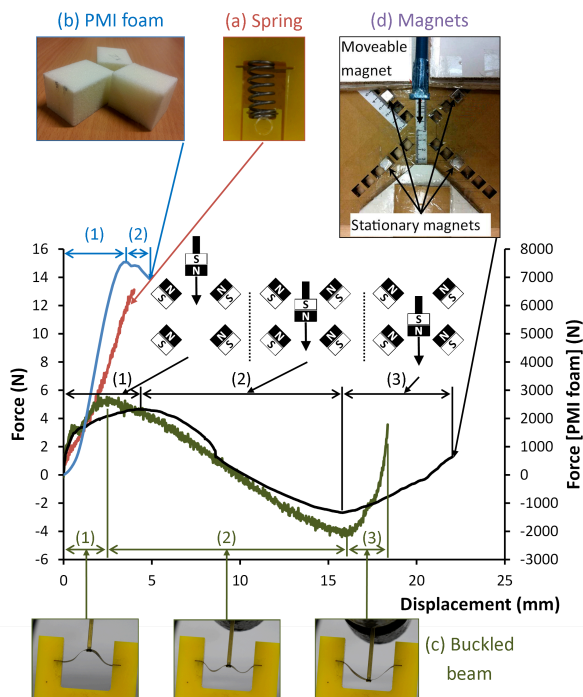 (b) PMI foam
(a) Spring
(d) Magnets
Moveable
magnet
Stationary magnets
(1)
(2)
16
14
12
10
8
6
4
2
0
-2
-4
-6
Force (N)
8000
7000
6000
5000
4000
3000
2000
1000
0
-1000
-2000
-3000
Force [PMI foam] (N)
S
N
N
S
N
S
N
S
N
S
S
N
N
S
N
S
N
S
N
S
S
N
N
S
N
S
N
S
N
S
(1)
(2)
(3)
(1)
(2)
(3)
0
5
10
15
20
25
Displacement (mm)
(c) Buckled
beam